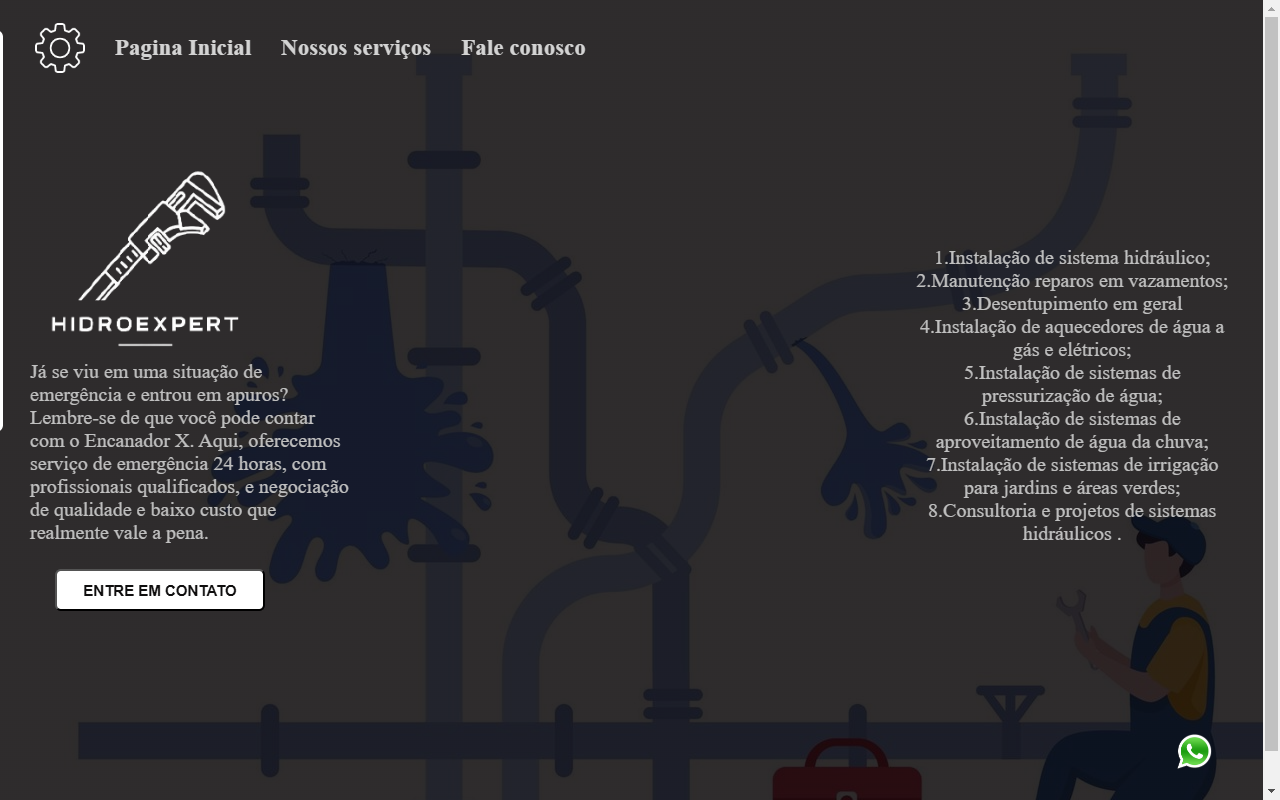 Pagina Inicial
Nossos serviços
Fale conosco
HIDROEXPERT
Já se viu em uma situação de
emergência e entrou em apuros?
Lembre-se de que você pode contar
com o Encanador X. Aqui, oferecemos
serviço de emergência 24 horas, com
profissionais qualificados, e negociação
de qualidade e baixo custo que
realmente vale a pena.
ENTRE EM CONTATO
1.Instalação de sistema hidráulico;
2.Manutenção reparos em vazamentos;
3.Desentupimento em geral
4.Instalação de aquecedores de água a
gás e elétricos;
5.Instalação de sistemas de
pressurização de água;
6.Instalação de sistemas de
aproveitamento de água da chuva;
7.Instalação de sistemas de irrigação
para jardins e áreas verdes;
8.Consultoria e projetos de sistemas
hidráulicos .